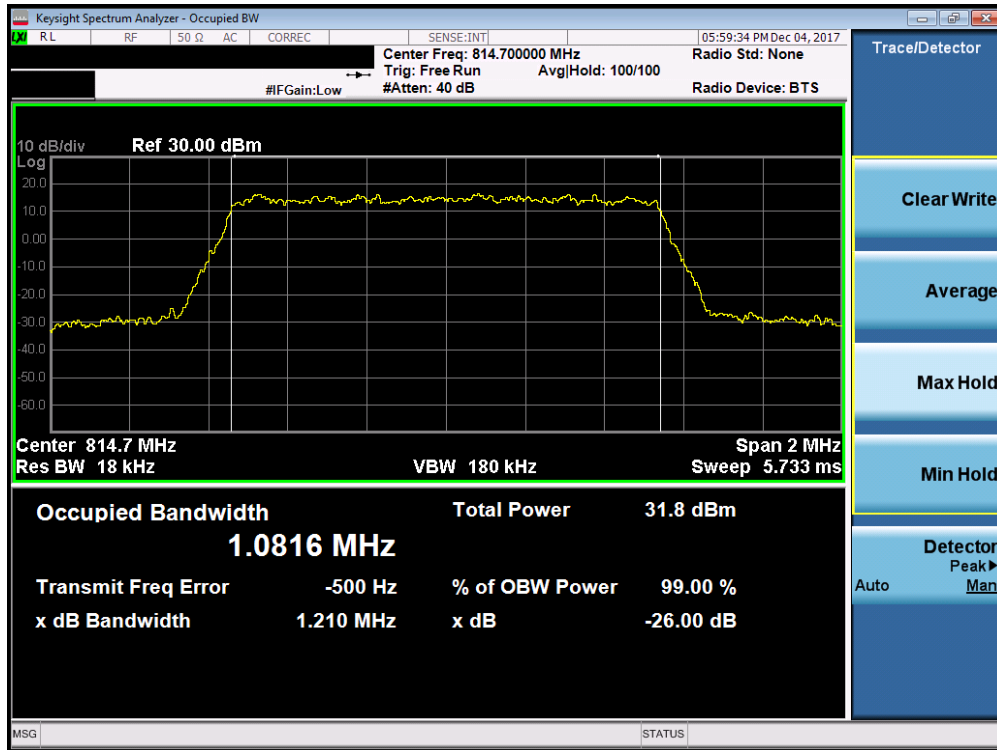 Keysight Spectrum Analyzer - Occupied BW
LXI RL RF 50 Ω AC CORREC SENSE:INT 05:59:34 PM Dec 04, 2017
Center Freq: 814.700000 MHz Radio Std: None
Trig: Free Run Avg|Hold: 100/100
#IFGain:Low #Atten: 40 dB Radio Device: BTS
Trace/Detector
10 dB/div Ref 30.00 dBm
Log
20.0
10.0
0.00
-10.0
-20.0
-30.0
-40.0
-50.0
-60.0
Center 814.7 MHz Span 2 MHz
Res BW 18 kHz VBW 180 kHz Sweep 5.733 ms
Occupied Bandwidth Total Power 31.8 dBm
1.0816 MHz
Transmit Freq Error -500 Hz % of OBW Power 99.00 %
x dB Bandwidth 1.210 MHz x dB -26.00 dB
Clear Write
Average
Max Hold
Min Hold
Detector
Peak▶
Auto Man
MSG STATUS